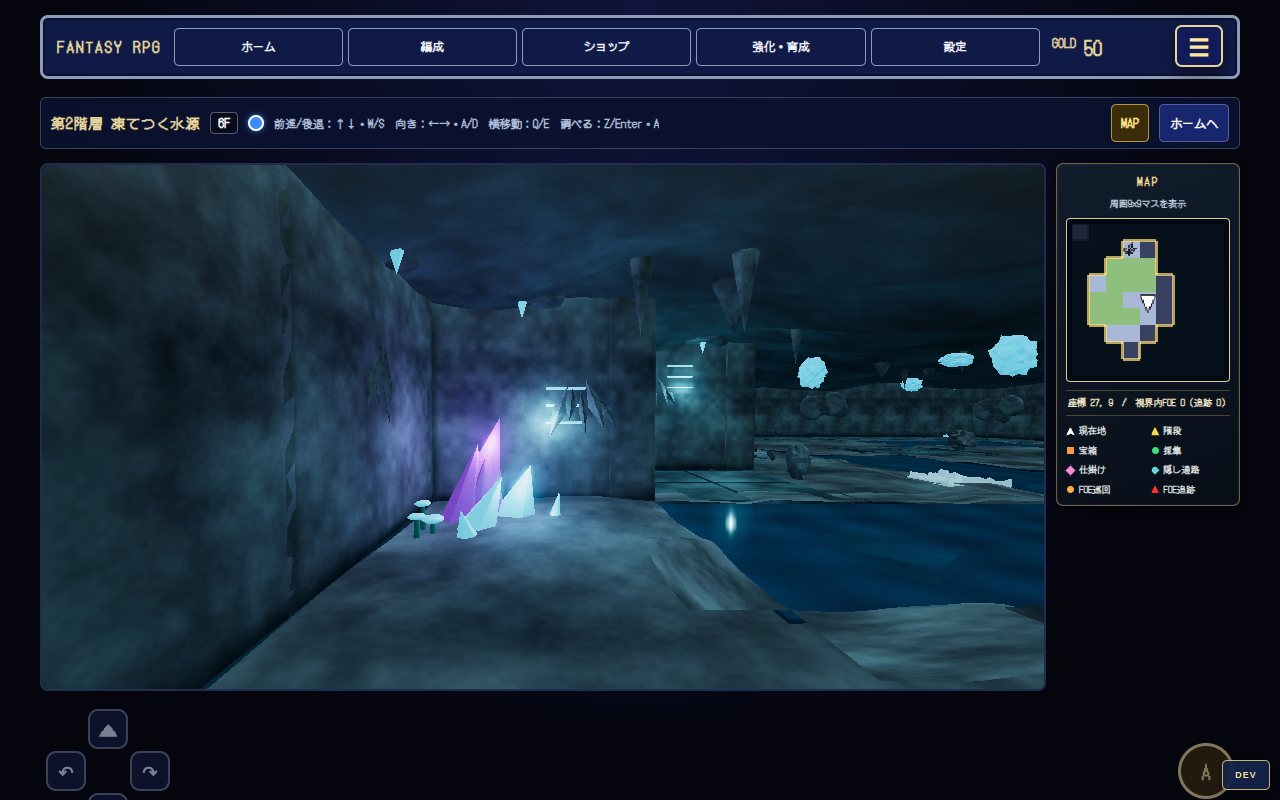 FANTASY RPG
ホーム
編成
ショップ
強化・育成
設定
GOLD 50
第2階層 凍てつく水源
6F
前進/後退：↑↓・W/S 向き：←→・A/D 横移動：Q/E 調べる：Z/Enter・A
MAP
ホームへ
MAP
周囲9x9マスを表示
座標 27, 9 / 視界内FOE 0 (追跡 0)
現在地
階段
宝箱
採集
仕掛け
隠し通路
FOE巡回
FOE追跡
A
DEV